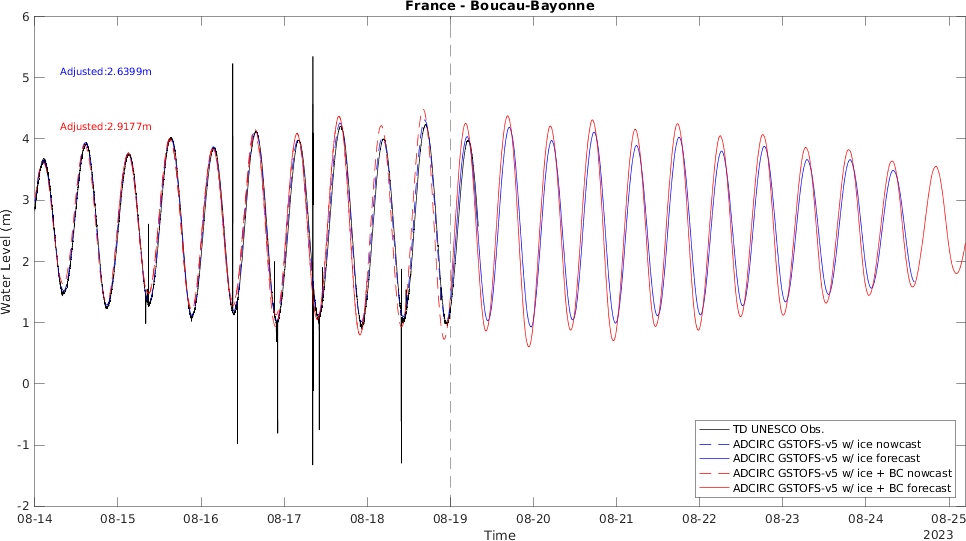 France - Boucau-Bayonne
6
5
4
3
2
1
0
-1
-2
Water Level (m)
Adjusted:2.6399m
Adjusted:2.9177m
TD UNESCO Obs.
ADCIRC GSTOFS-v5 w/ ice nowcast
ADCIRC GSTOFS-v5 w/ ice forecast
ADCIRC GSTOFS-v5 w/ ice + BC nowcast
ADCIRC GSTOFS-v5 w/ ice + BC forecast
08-14 08-15 08-16 08-17 08-18 08-19 08-20 08-21 08-22 08-23 08-24 08-25
Time
2023